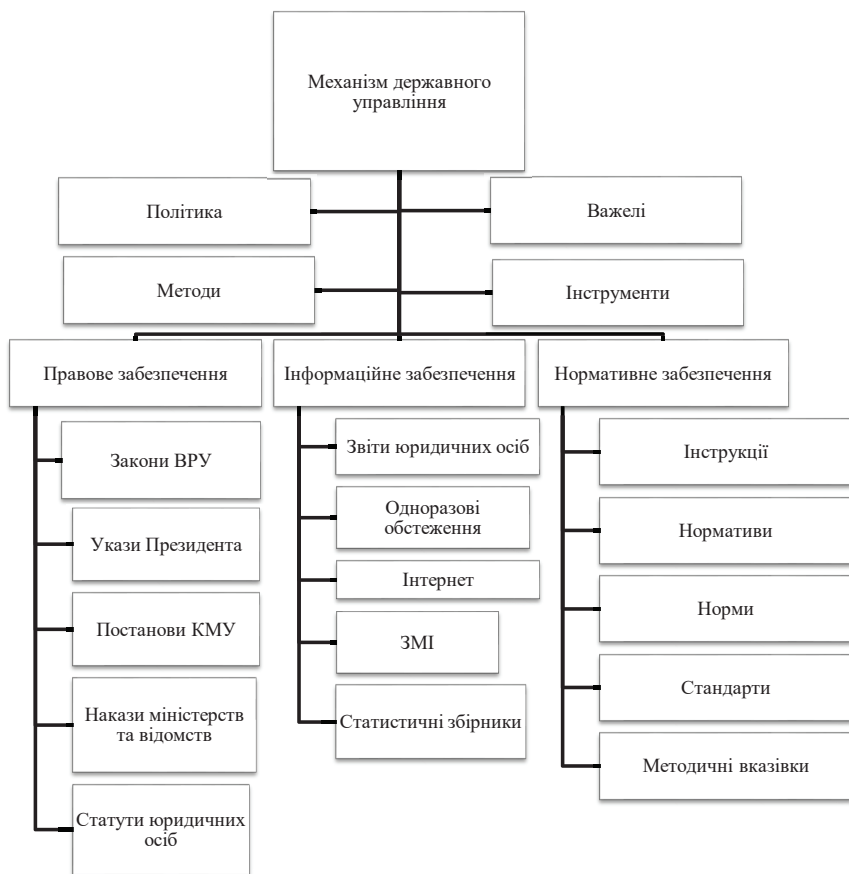 Механізм державного
управління
Політика
Важелі
Методи
Інструменти
Правове забезпечення
Інформаційне забезпечення
Нормативне забезпечення
Закони ВРУ
Укази Президента
Постанови КМУ
Накази міністерств
та відомств
Статути юридичних
осіб
Звіти юридичних осіб
Одноразові
обстеження
Інтернет
ЗМІ
Статистичні збірники
Інструкції
Нормативи
Норми
Стандарти
Методичні вказівки